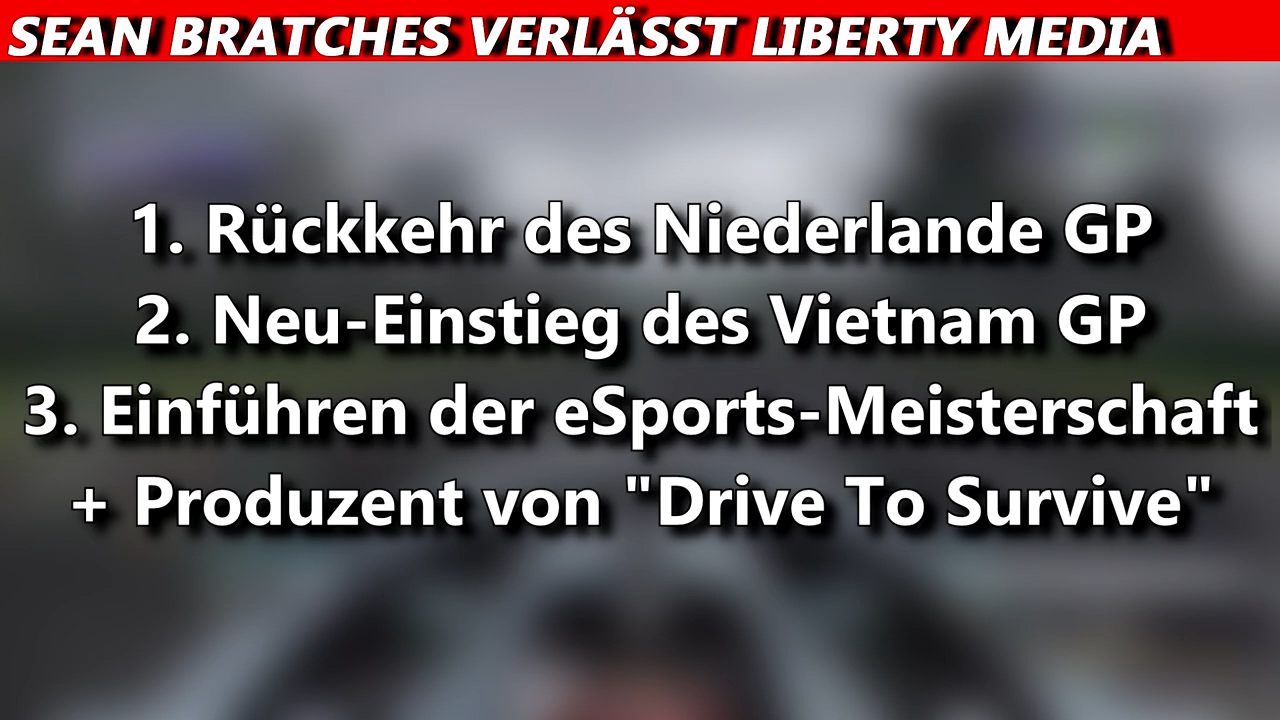 SEAN BRATCHES VERLÄSST LIBERTY MEDIA
1. Rückkehr des Niederlande GP
2. Neu-Einstieg des Vietnam GP
3. Einführen der eSports-Meisterschaft
+ Produzent von "Drive To Survive"